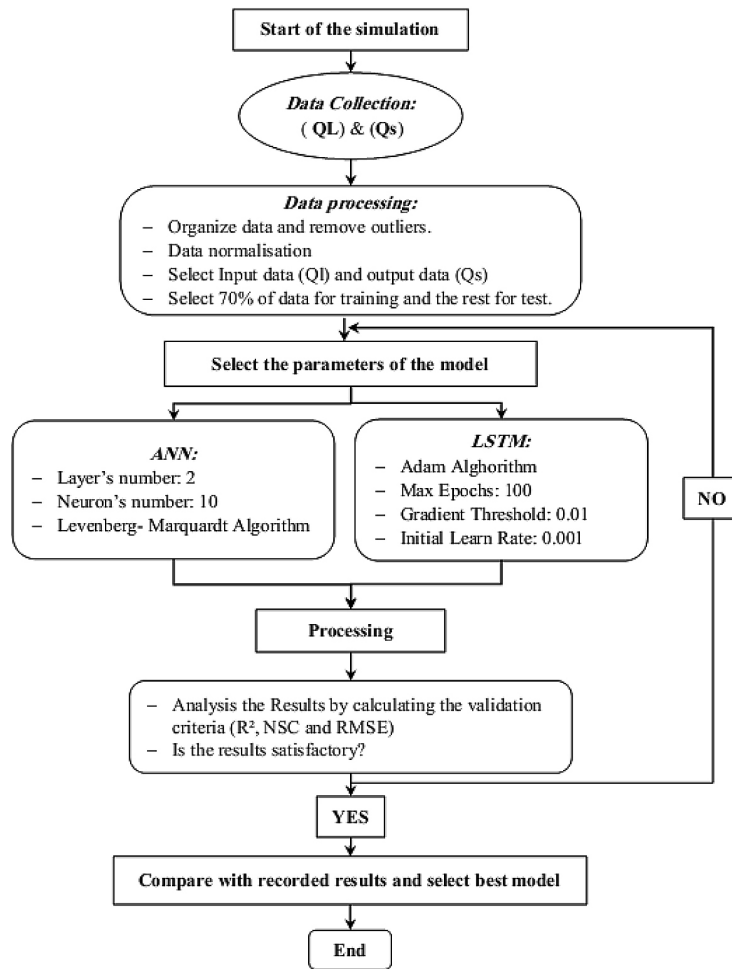 Start of the simulation
Data Collection:
( QL) & (Qs)
Data processing:
– Organize data and remove outliers.
– Data normalisation
– Select Input data (Ql) and output data (Qs)
– Select 70% of data for training and the rest for test.
Select the parameters of the model
ANN:
– Layer’s number: 2
– Neuron’s number: 10
– Levenberg- Marquardt Algorithm
LSTM:
– Adam Alghorithm
– Max Epochs: 100
– Gradient Threshold: 0.01
– Initial Learn Rate: 0.001
NO
Processing
– Analysis the Results by calculating the validation
criteria (R², NSC and RMSE)
– Is the results satisfactory?
YES
Compare with recorded results and select best model
End